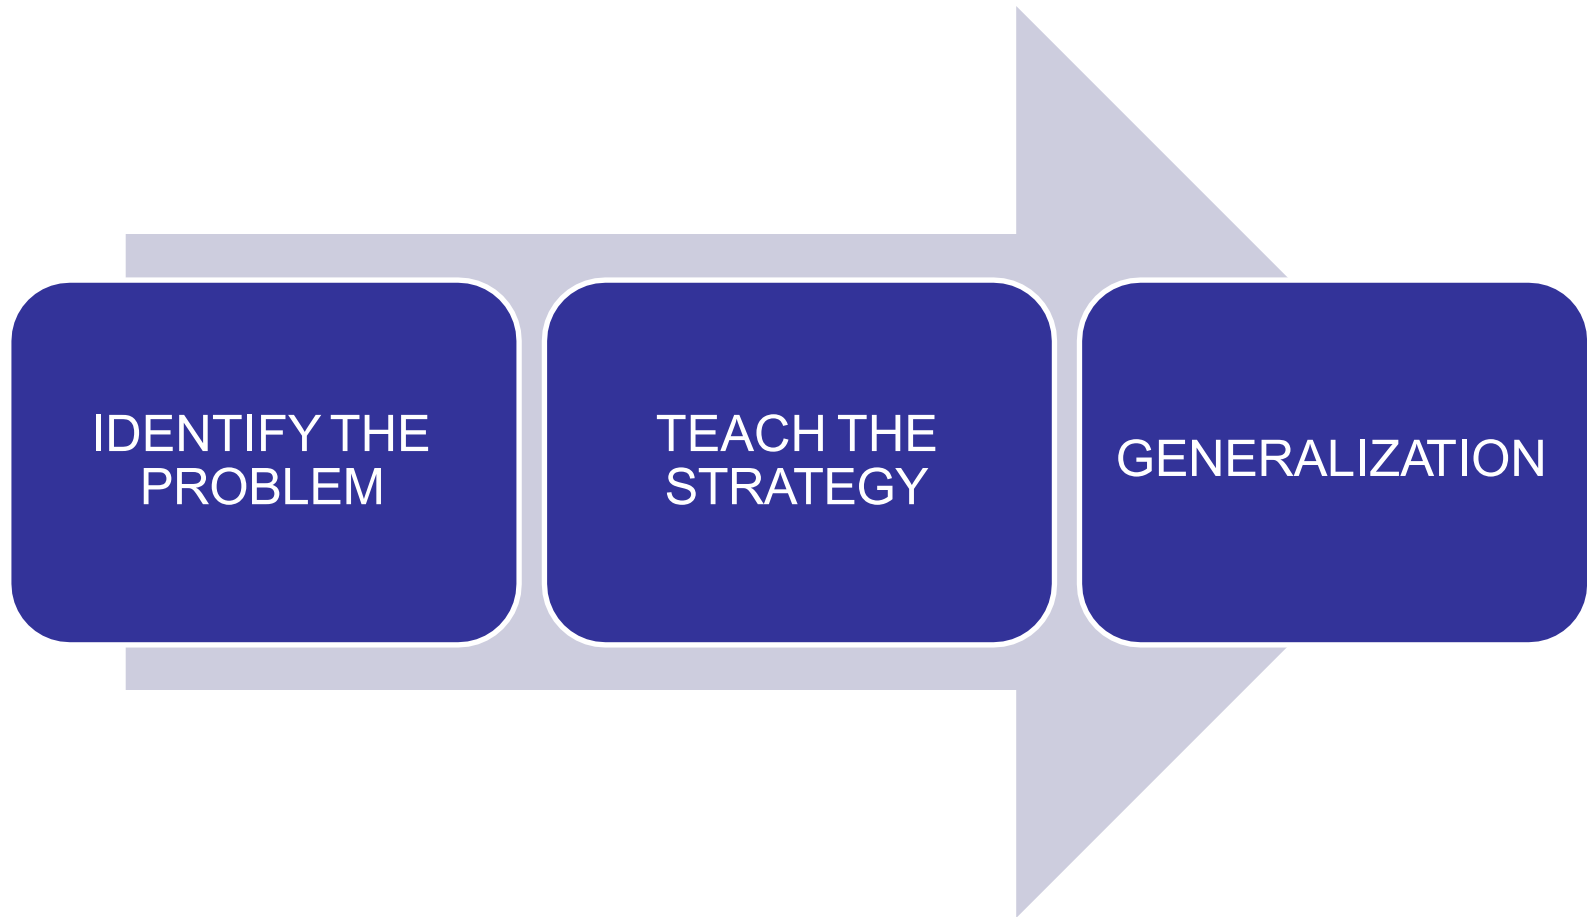 IDENTIFY THE
PROBLEM
TEACH THE
STRATEGY
GENERALIZATION